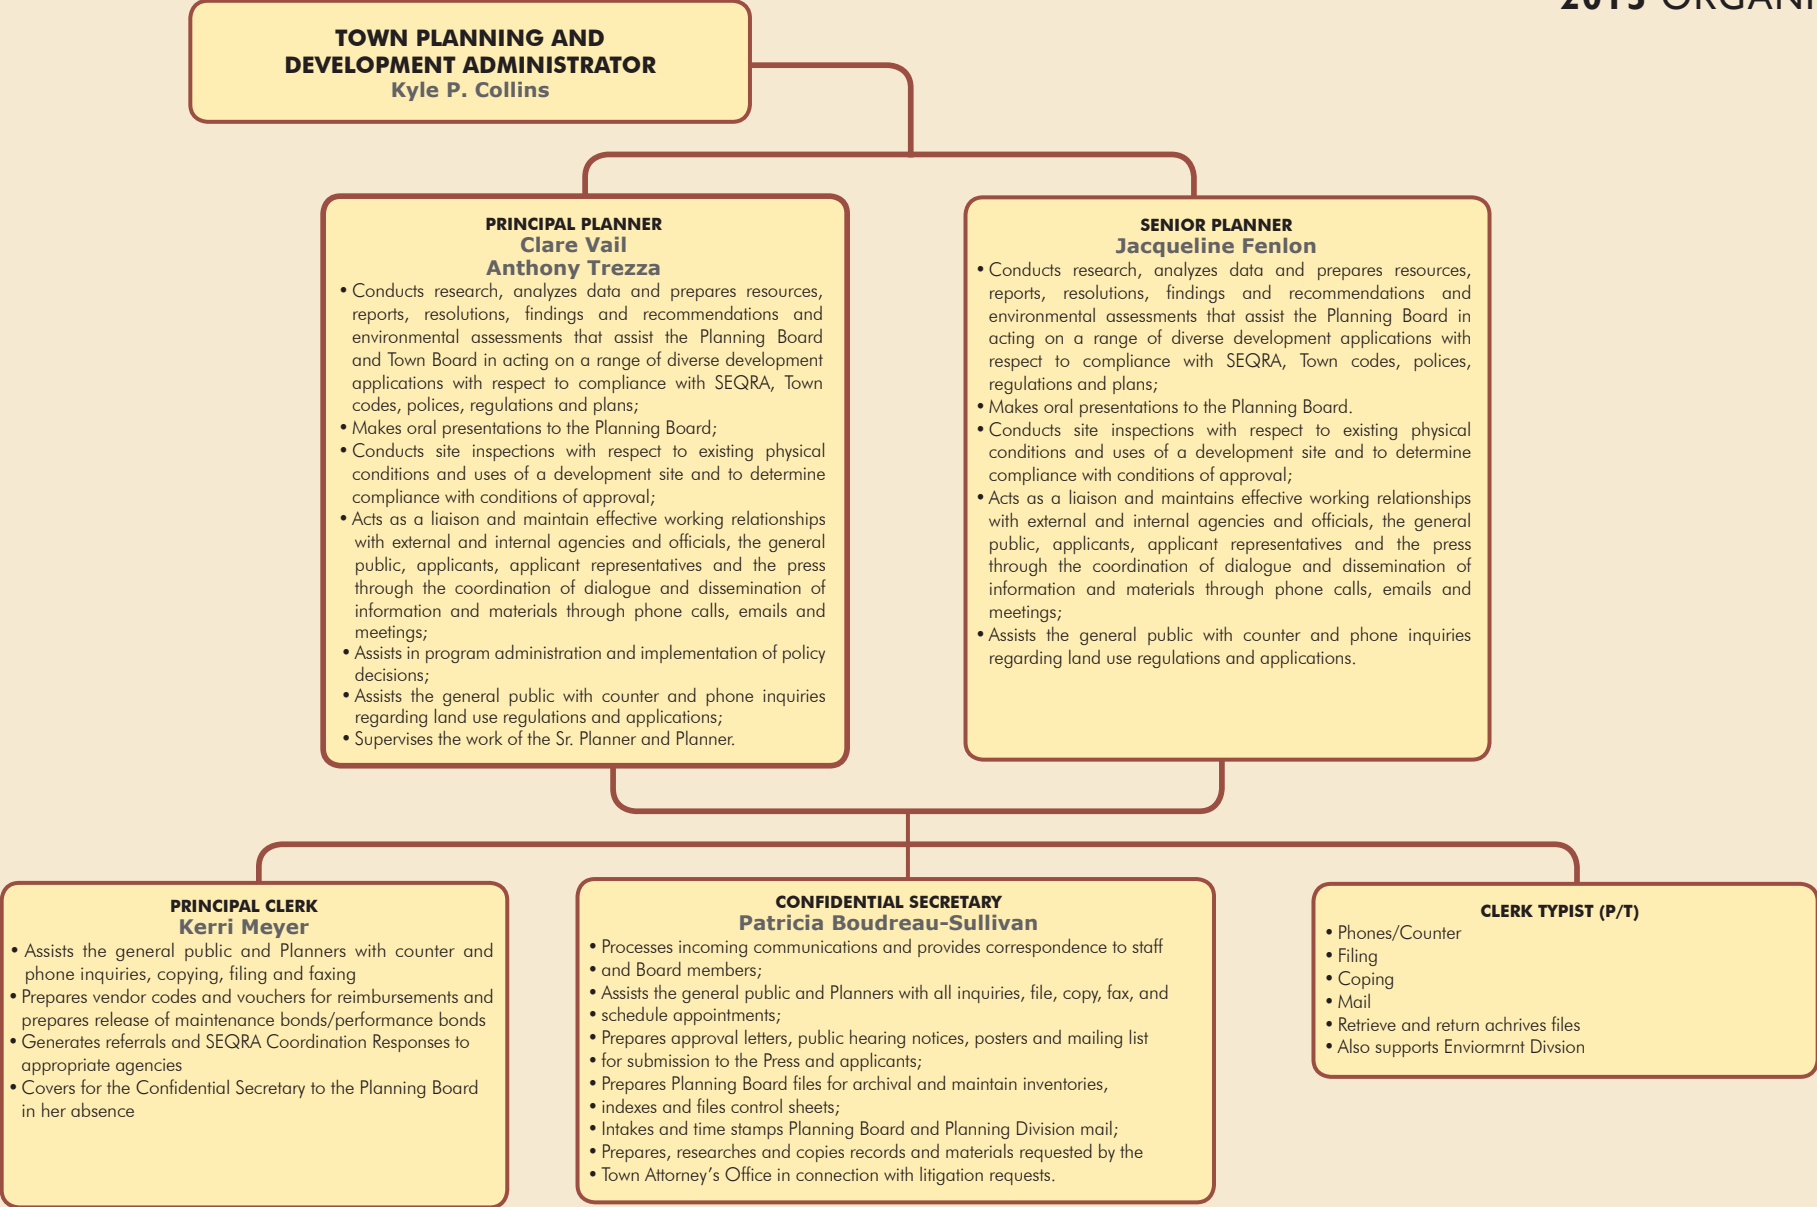 2015 ORGANI
TOWN PLANNING AND
DEVELOPMENT ADMINISTRATOR
Kyle P. Collins
PRINCIPAL PLANNER
Clare Vail
Anthony Trezza
• Conducts research, analyzes data and prepares resources,
reports, resolutions, findings and recommendations and
environmental assessments that assist the Planning Board
and Town Board in acting on a range of diverse development
applications with respect to compliance with SEQRA, Town
codes, polices, regulations and plans;
• Makes oral presentations to the Planning Board;
• Conducts site inspections with respect to existing physical
conditions and uses of a development site and to determine
compliance with conditions of approval;
• Acts as a liaison and maintain effective working relationships
with external and internal agencies and officials, the general
public, applicants, applicant representatives and the press
through the coordination of dialogue and dissemination of
information and materials through phone calls, emails and
meetings;
• Assists in program administration and implementation of policy
decisions;
• Assists the general public with counter and phone inquiries
regarding land use regulations and applications;
• Supervises the work of the Sr. Planner and Planner.
SENIOR PLANNER
Jacqueline Fenlon
• Conducts research, analyzes data and prepares resources,
reports, resolutions, findings and recommendations and
environmental assessments that assist the Planning Board in
acting on a range of diverse development applications with
respect to compliance with SEQRA, Town codes, polices,
regulations and plans;
• Makes oral presentations to the Planning Board.
• Conducts site inspections with respect to existing physical
conditions and uses of a development site and to determine
compliance with conditions of approval;
• Acts as a liaison and maintains effective working relationships
with external and internal agencies and officials, the general
public, applicants, applicant representatives and the press
through the coordination of dialogue and dissemination of
information and materials through phone calls, emails and
meetings;
• Assists the general public with counter and phone inquiries
regarding land use regulations and applications.
PRINCIPAL CLERK
Kerri Meyer
• Assists the general public and Planners with counter and
phone inquiries, copying, filing and faxing
• Prepares vendor codes and vouchers for reimbursements and
prepares release of maintenance bonds/performance bonds
• Generates referrals and SEQRA Coordination Responses to
appropriate agencies
• Covers for the Confidential Secretary to the Planning Board
in her absence
CONFIDENTIAL SECRETARY
Patricia Boudreau-Sullivan
• Processes incoming communications and provides correspondence to staff
• and Board members;
• Assists the general public and Planners with all inquiries, file, copy, fax, and
• schedule appointments;
• Prepares approval letters, public hearing notices, posters and mailing list
• for submission to the Press and applicants;
• Prepares Planning Board files for archival and maintain inventories,
• indexes and files control sheets;
• Intakes and time stamps Planning Board and Planning Division mail;
• Prepares, researches and copies records and materials requested by the
• Town Attorney's Office in connection with litigation requests.
CLERK TYPIST (P/T)
• Phones/Counter
• Filing
• Coping
• Mail
• Retrieve and return achrives files
• Also supports Enviormrnt Divsion